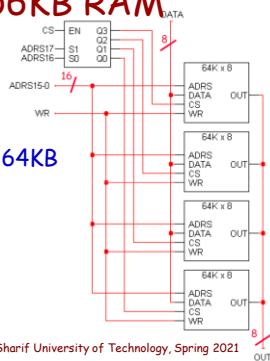 6KB RAM
DATA
8
CS
EN Q3
Q2
ADRS17 S1 Q1
ADRS16 S0 Q0
16
ADRS15-0
WR
64KB
64K x 8
ADRS
DATA OUT
CS
WR
64K x 8
ADRS
DATA OUT
CS
WR
64K x 8
ADRS
DATA OUT
CS
WR
64K x 8
ADRS
DATA OUT
CS
WR
8
OUT
Sharif University of Technology, Spring 2021